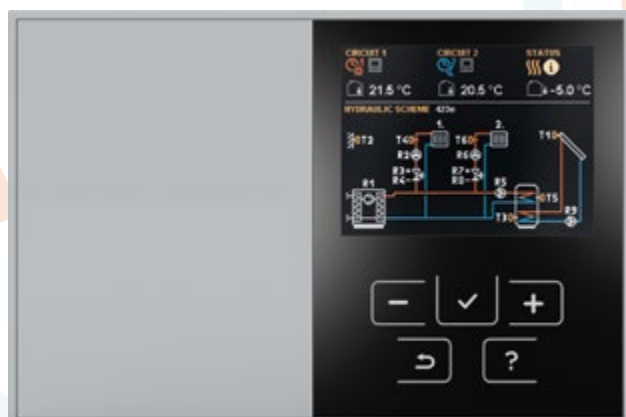 CIRCUIT 1 CIRCUIT 2 STATUS
21.5 °C 20.5 °C -5.0 °C
HYDRAULIC SCHEME 423e
1. 2.
T2 T4 T6 T1
R2 R6
R3+ R7+
R4- R8-
R1 R5
T5
T3 R9
− ✓ +
?